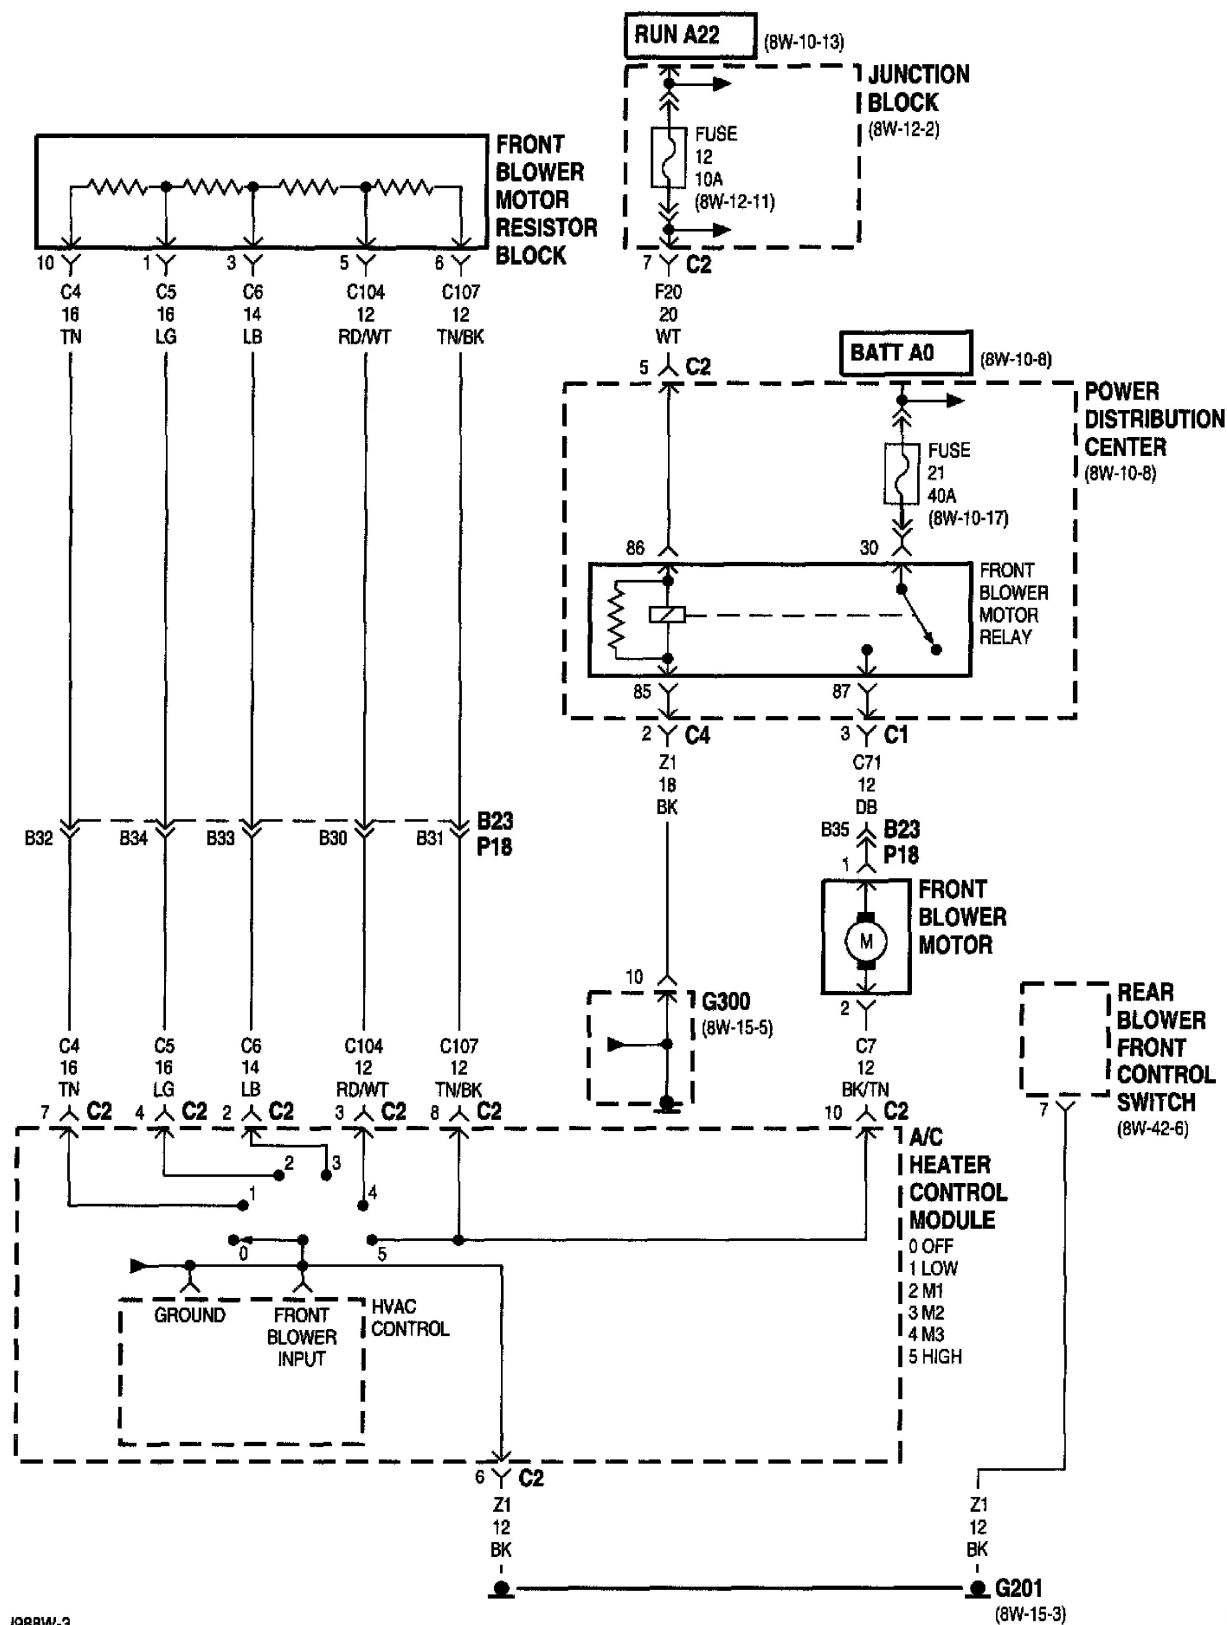 RUN A22
(8W-10-13)
JUNCTION
BLOCK
(8W-12-2)
FUSE
12
10A
(8W-12-11)
FRONT
BLOWER
MOTOR
RESISTOR
BLOCK
10 1 3 5 6
7 C2
C4 C5 C6 C104 C107
16 16 14 12 12
TN LG LB RD/WT TN/BK
F20
20
WT
5 C2
BATT A0
(8W-10-8)
POWER
DISTRIBUTION
CENTER
(8W-10-8)
FUSE
21
40A
(8W-10-17)
86 30
FRONT
BLOWER
MOTOR
RELAY
85 87
2 C4 3 C1
Z1
18
BK
C71
12
DB
B32 B34 B33 B30 B31
B23
P18
B35 B23
P18
1
FRONT
BLOWER
MOTOR
M
2
10
G300
(8W-15-5)
REAR
BLOWER
FRONT
CONTROL
SWITCH
(8W-42-6)
7
C4 C5 C6 C104 C107
16 16 14 12 12
TN LG LB RD/WT TN/BK
C7
12
BK/TN
7 C2 4 C2 2 C2 3 C2 8 C2 10 C2
A/C
HEATER
CONTROL
MODULE
0 OFF
1 LOW
2 M1
3 M2
4 M3
5 HIGH
2 3
1 4
0 5
GROUND
FRONT
BLOWER
INPUT
HVAC
CONTROL
6 C2
Z1
12
BK
Z1
12
BK
G201
(8W-15-3)
J988W-3